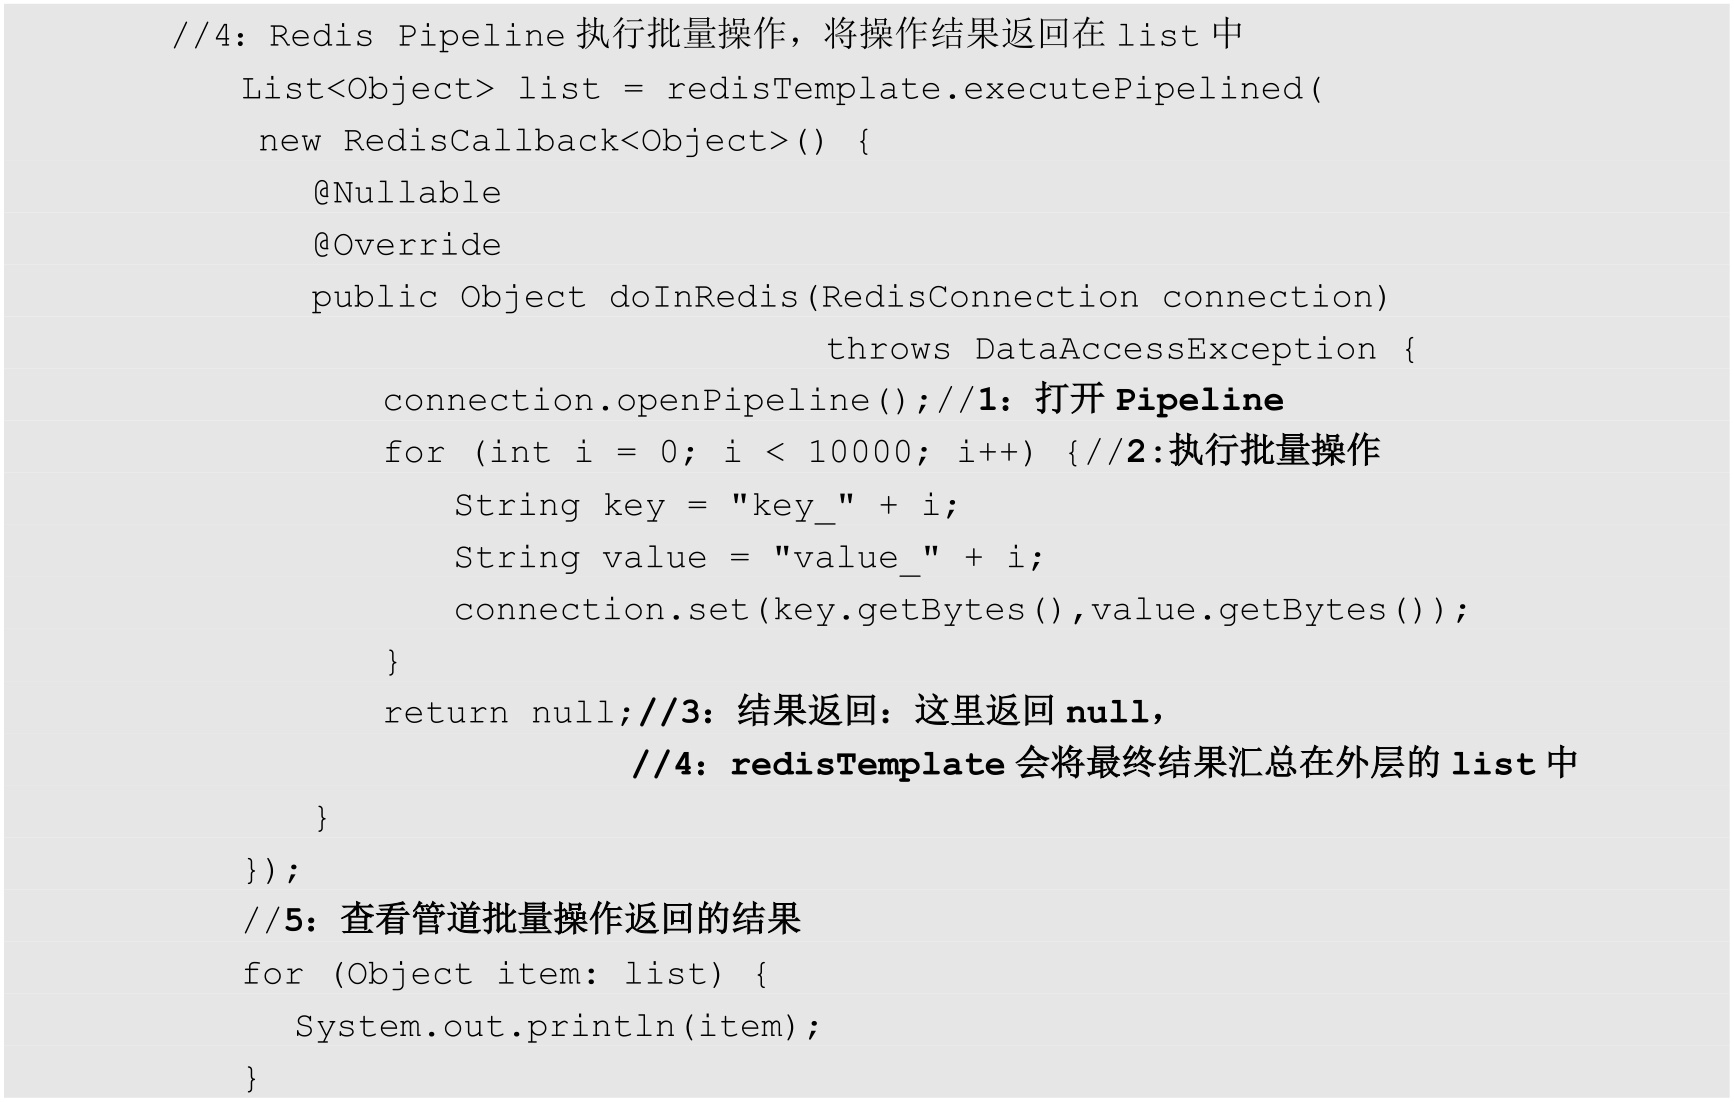 //4：Redis Pipeline 执行批量操作，将操作结果返回在 list 中
List<Object> list = redisTemplate.executePipelined(
new RedisCallback<Object>() {
@Nullable
@Override
public Object doInRedis(RedisConnection connection)
throws DataAccessException {
connection.openPipeline();//1：打开 Pipeline
for (int i = 0; i < 10000; i++) {//2:执行批量操作
String key = "key_" + i;
String value = "value_" + i;
connection.set(key.getBytes(),value.getBytes());
}
return null;//3：结果返回：这里返回 null，
//4：redisTemplate 会将最终结果汇总在外层的 list 中
}
});
//5：查看管道批量操作返回的结果
for (Object item: list) {
System.out.println(item);
}